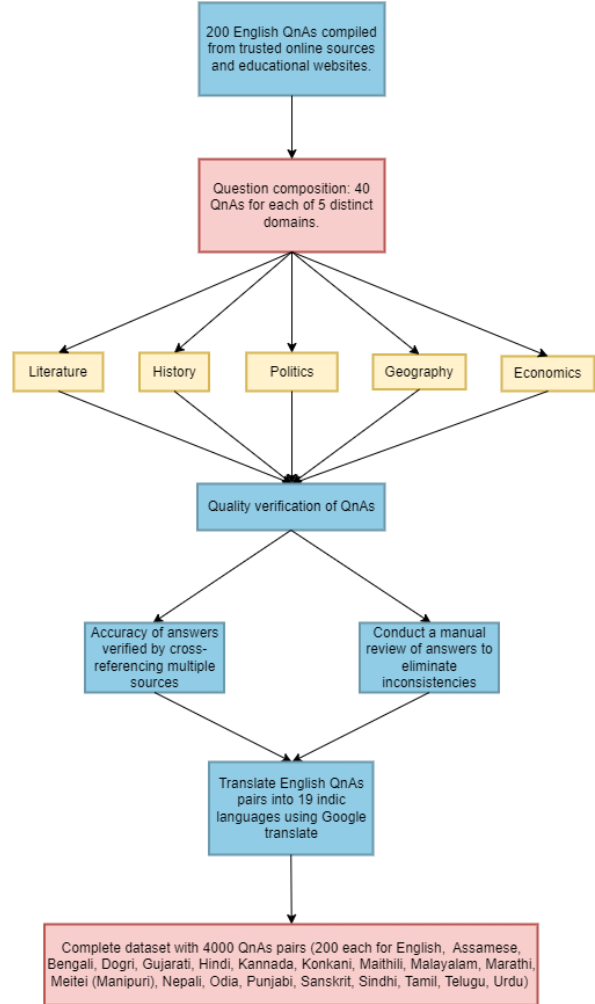 200 English QnAs compiled
from trusted online sources
and educational websites.
Question composition: 40
QnAs for each of 5 distinct
domains.
Literature
History
Politics
Geography
Economics
Quality verification of QnAs
Accuracy of answers
verified by cross-
referencing multiple
sources
Conduct a manual
review of answers to
eliminate
inconsistencies
Translate English QnAs
pairs into 19 indic
languages using Google
translate
Complete dataset with 4000 QnAs pairs (200 each for English, Assamese,
Bengali, Dogri, Gujarati, Hindi, Kannada, Konkani, Maithili, Malayalam, Marathi,
Meitei (Manipuri), Nepali, Odia, Punjabi, Sanskrit, Sindhi, Tamil, Telugu, Urdu)